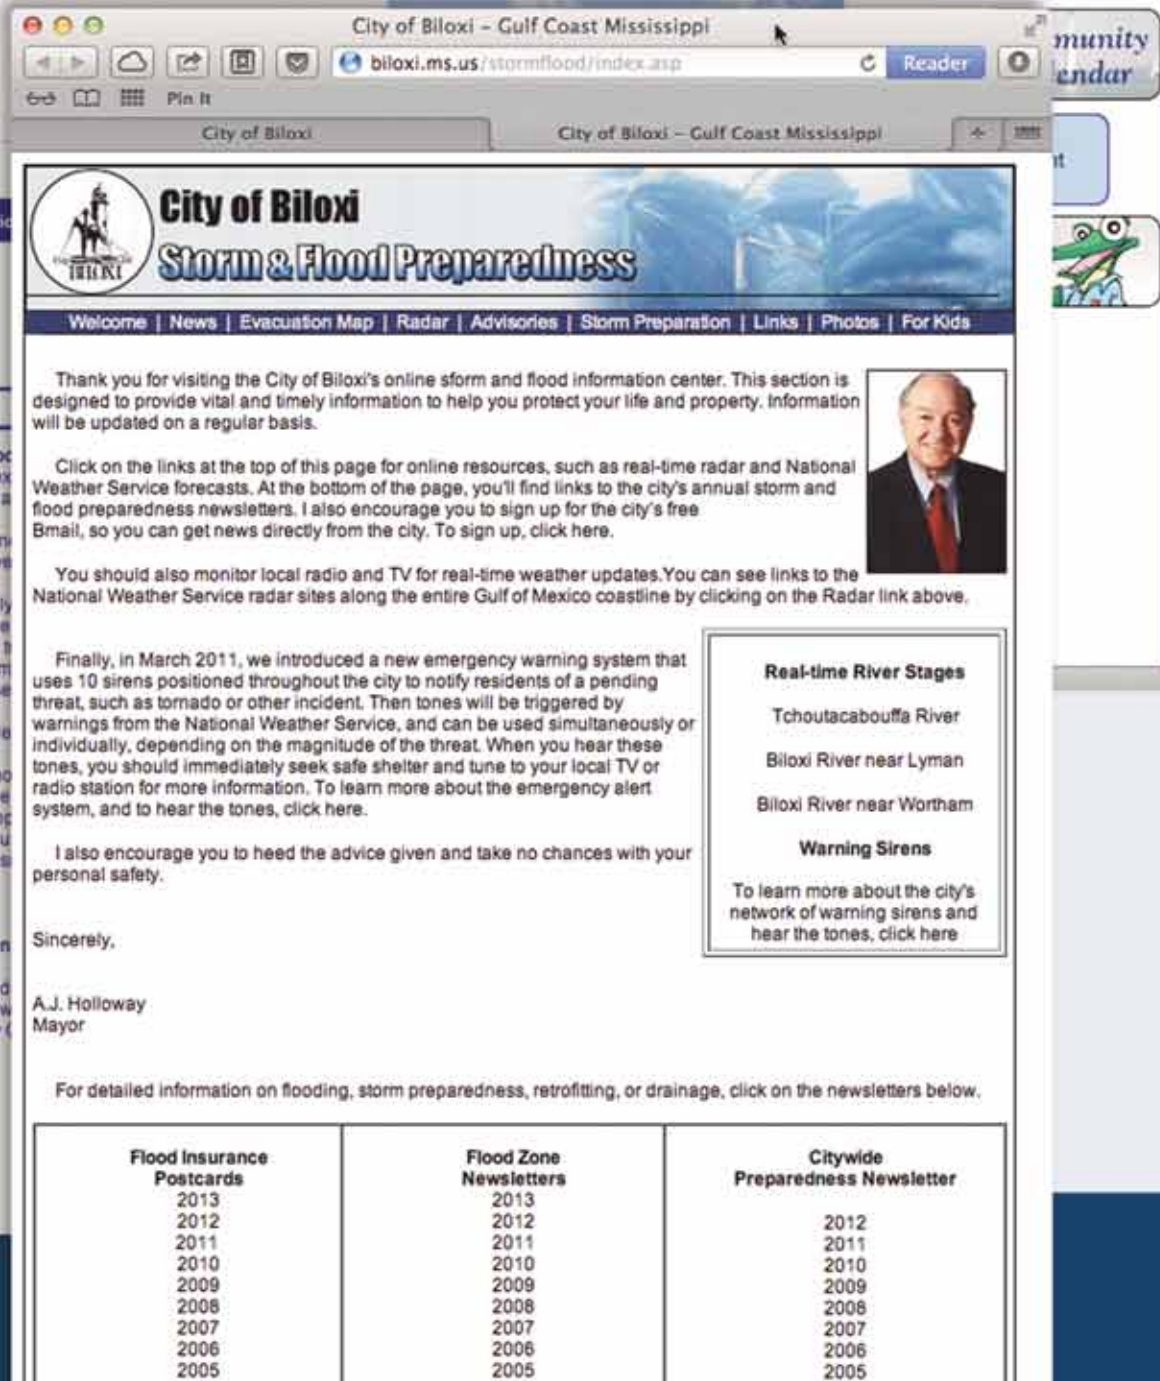 City of Biloxi – Gulf Coast Mississippi
biloxi.ms.us/stormflood/index.asp
Reader
Pin It
City of Biloxi
City of Biloxi – Gulf Coast Mississippi
munity
endar
BILOXI
City of Biloxi
Storm & Flood Preparedness
Welcome | News | Evacuation Map | Radar | Advisories | Storm Preparation | Links | Photos | For Kids
Thank you for visiting the City of Biloxi's online sform and flood information center. This section is
designed to provide vital and timely information to help you protect your life and property. Information
will be updated on a regular basis.
Click on the links at the top of this page for online resources, such as real-time radar and National
Weather Service forecasts. At the bottom of the page, you'll find links to the city's annual storm and
flood preparedness newsletters. I also encourage you to sign up for the city's free
Bmail, so you can get news directly from the city. To sign up, click here.
You should also monitor local radio and TV for real-time weather updates.You can see links to the
National Weather Service radar sites along the entire Gulf of Mexico coastline by clicking on the Radar link above.
Finally, in March 2011, we introduced a new emergency warning system that
uses 10 sirens positioned throughout the city to notify residents of a pending
threat, such as tornado or other incident. Then tones will be triggered by
warnings from the National Weather Service, and can be used simultaneously or
individually, depending on the magnitude of the threat. When you hear these
tones, you should immediately seek safe shelter and tune to your local TV or
radio station for more information. To learn more about the emergency alert
system, and to hear the tones, click here.
I also encourage you to heed the advice given and take no chances with your
personal safety.
Sincerely,
A.J. Holloway
Mayor
Real-time River Stages
Tchoutacabouffa River
Biloxi River near Lyman
Biloxi River near Wortham
Warning Sirens
To learn more about the city's
network of warning sirens and
hear the tones, click here
For detailed information on flooding, storm preparedness, retrofitting, or drainage, click on the newsletters below.
Flood Insurance
Postcards
2013
2012
2011
2010
2009
2008
2007
2006
2005
Flood Zone
Newsletters
2013
2012
2011
2010
2009
2008
2007
2006
2005
Citywide
Preparedness Newsletter
2012
2011
2010
2009
2008
2007
2006
2005